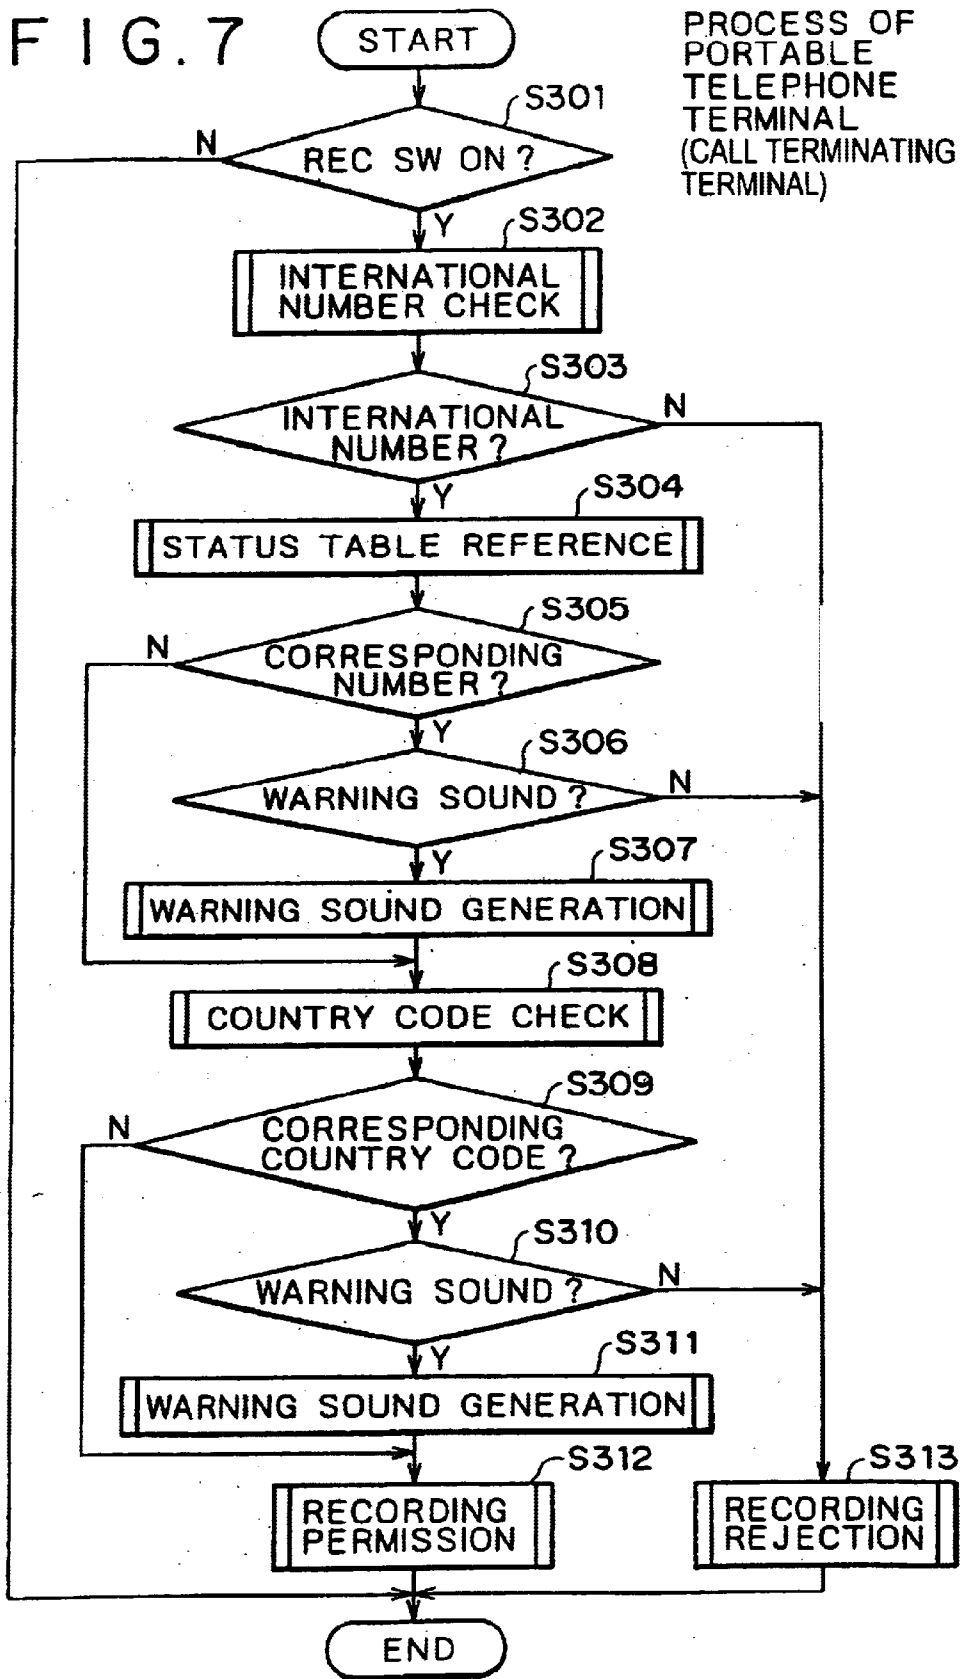 FIG. 7
START
PROCESS OF
PORTABLE
TELEPHONE
TERMINAL
(CALL TERMINATING
TERMINAL)
S301
N
REC SW ON ?
Y
S302
INTERNATIONAL
NUMBER CHECK
S303
N
INTERNATIONAL
NUMBER ?
Y
S304
STATUS TABLE REFERENCE
S305
N
CORRESPONDING
NUMBER ?
Y
S306
WARNING SOUND ?
N
Y
S307
WARNING SOUND GENERATION
S308
COUNTRY CODE CHECK
S309
N
CORRESPONDING
COUNTRY CODE ?
Y
S310
WARNING SOUND ?
N
Y
S311
WARNING SOUND GENERATION
S312
S313
RECORDING
PERMISSION
RECORDING
REJECTION
END